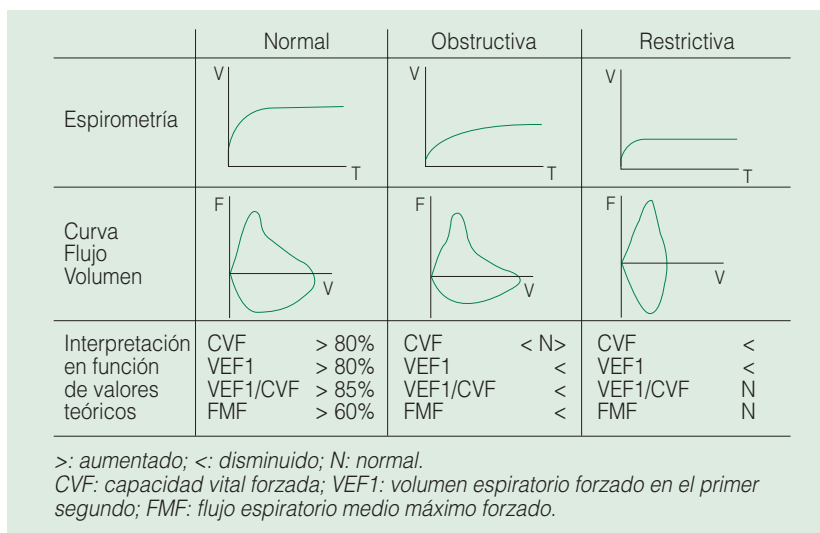 Normal Obstructiva Restrictiva
Espirometría
V
T
V
T
V
T
Curva
Flujo
Volumen
F
V
F
V
F
V
Interpretación CVF > 80% CVF < N> CVF <
en función VEF1 > 80% VEF1 < VEF1 <
de valores VEF1/CVF > 85% VEF1/CVF < VEF1/CVF N
teóricos FMF > 60% FMF < FMF N
>: aumentado; <: disminuido; N: normal.
CVF: capacidad vital forzada; VEF1: volumen espiratorio forzado en el primer
segundo; FMF: flujo espiratorio medio máximo forzado.